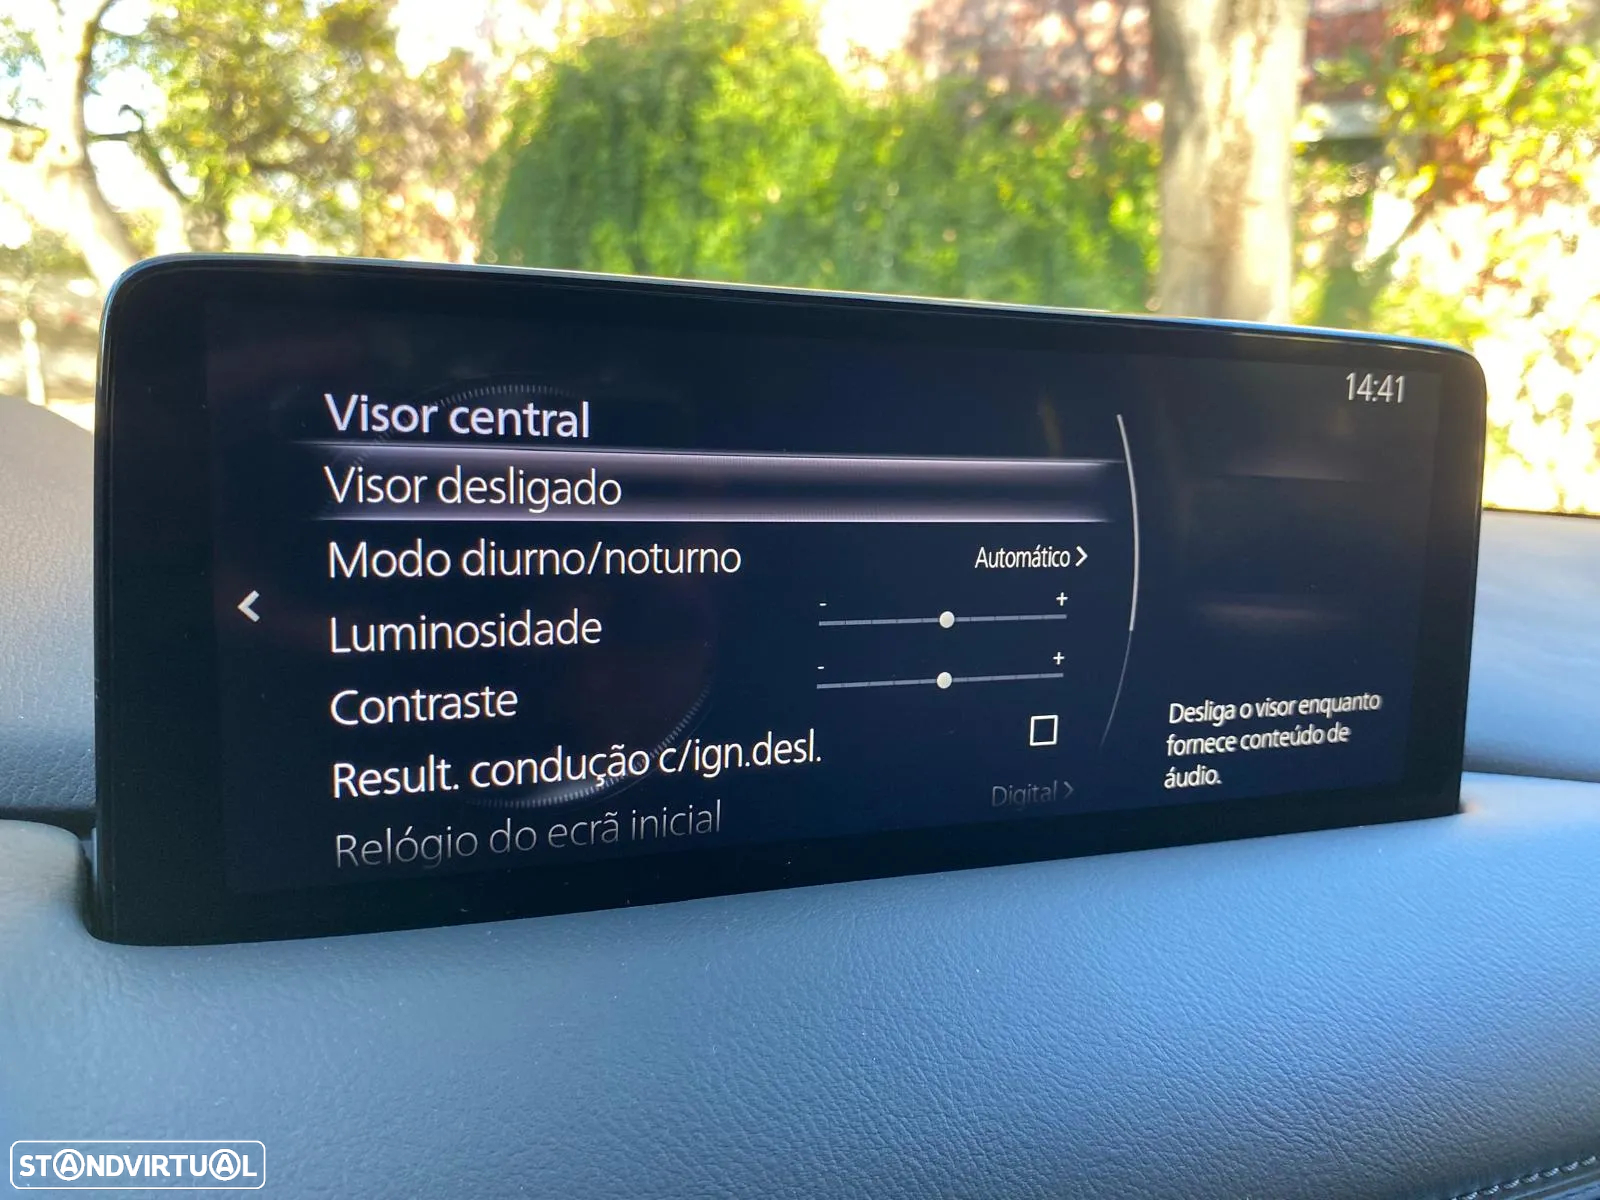 14:41
Visor central
Visor desligado
Modo diurno/noturno Automático >
Luminosidade - +
Contraste - +
Result. condução c/ign.desl.
Relógio do ecrã inicial Digital >
Desliga o visor enquanto
fornece conteúdo de
áudio.
STANDVIRTUAL